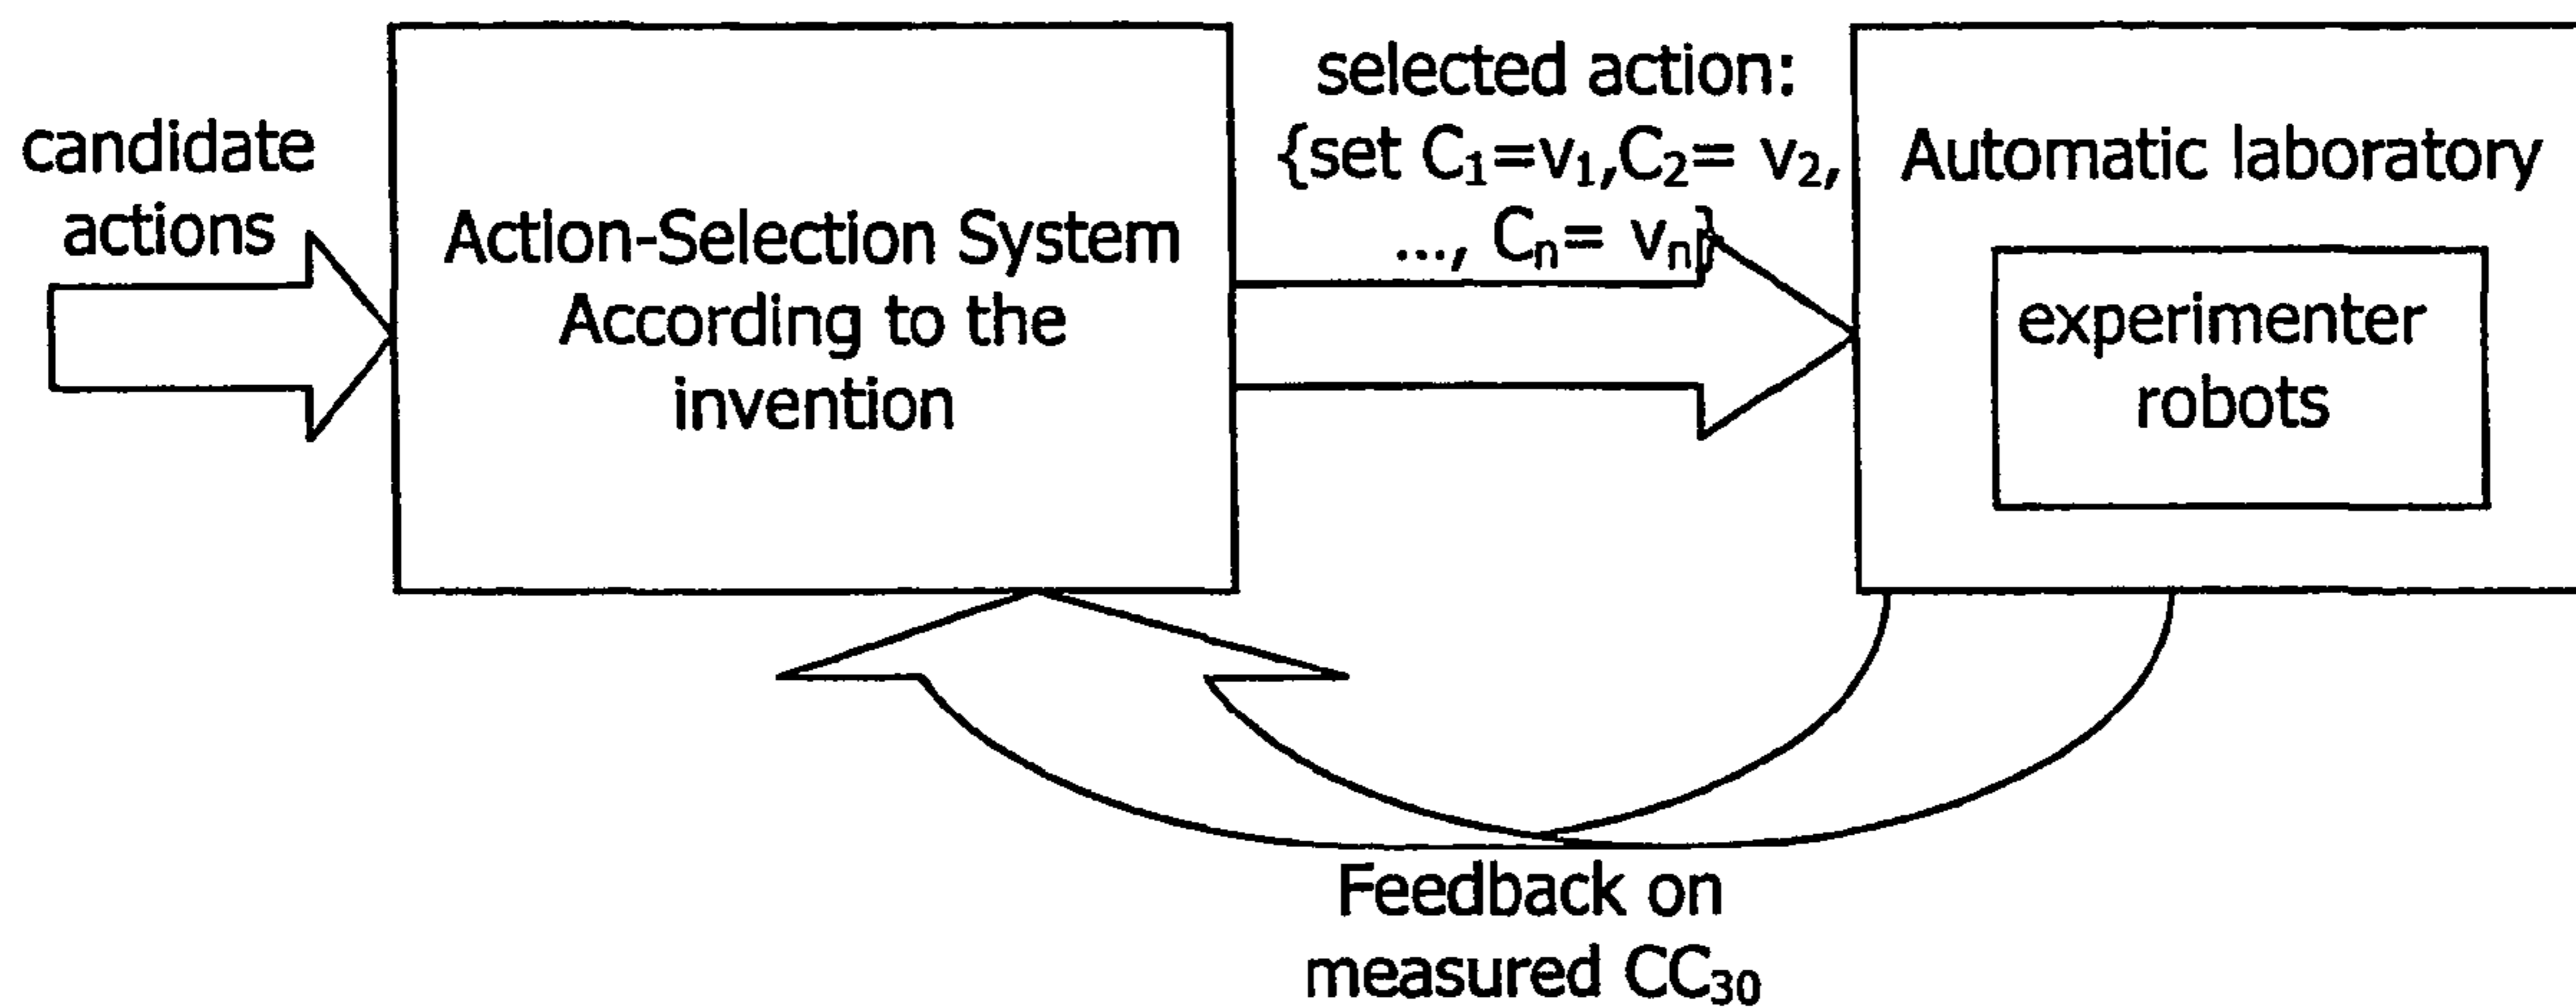 candidate
actions
Action-Selection System
According to the
invention
selected action:
{set C₁=v₁,C₂= v₂,
..., Cₙ= vₙ}
Automatic laboratory
experimenter
robots
Feedback on
measured CC₃₀